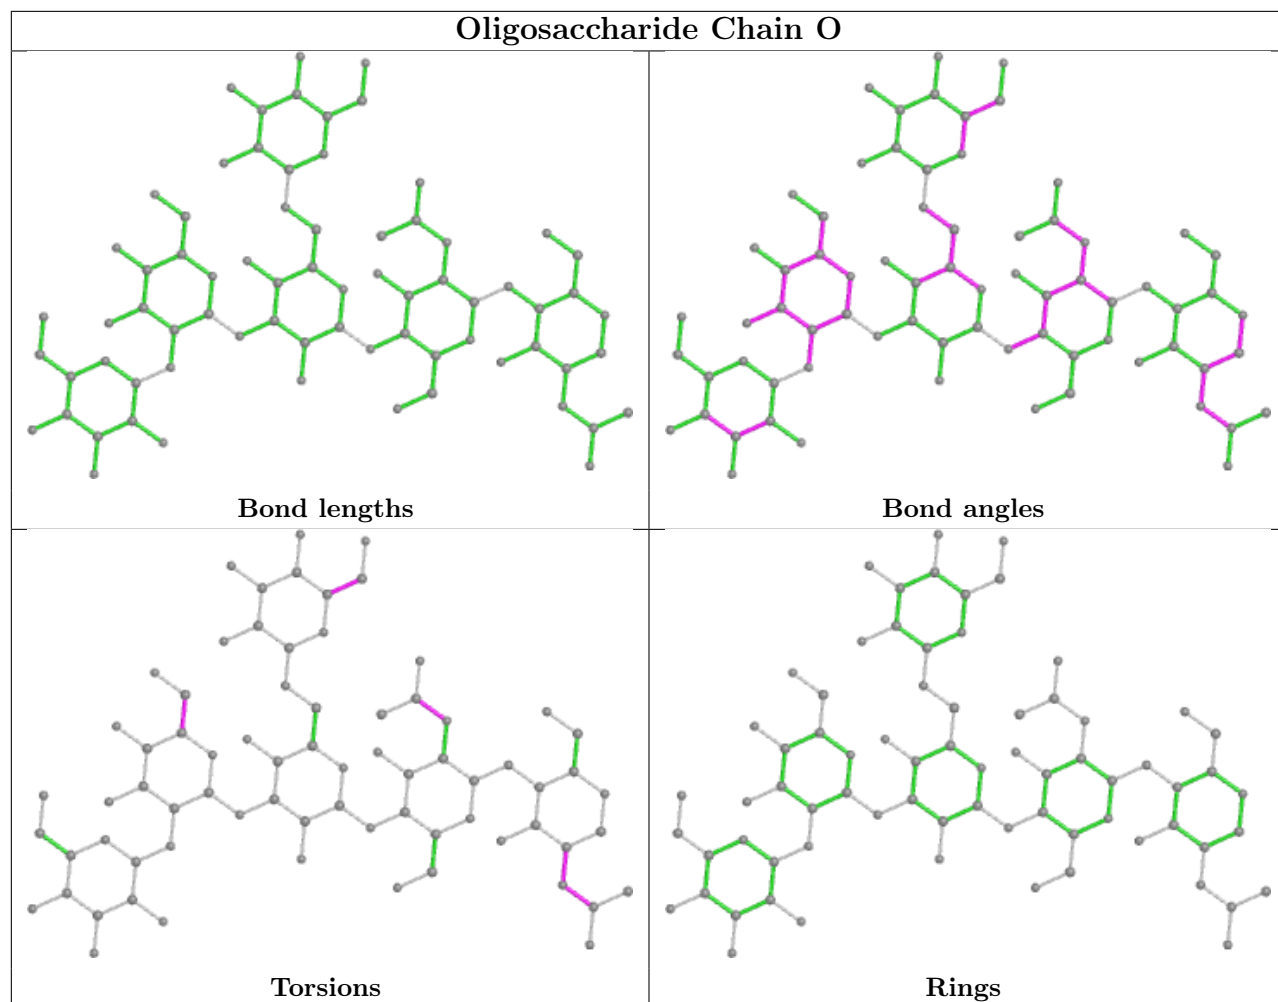 Oligosaccharide Chain O
Bond lengths
Bond angles
Torsions
Rings